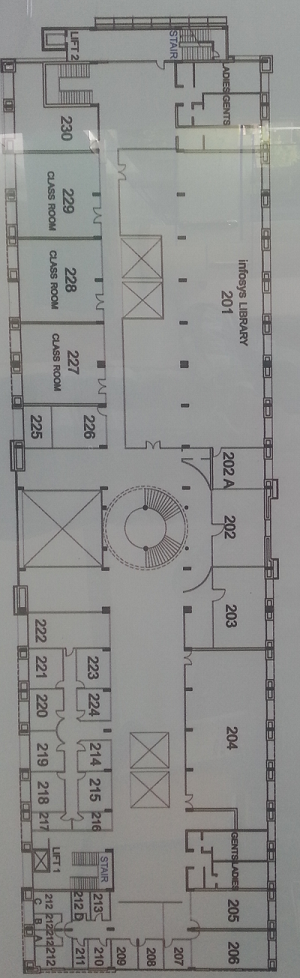 LIFT 2
STAIR
LADIES GENTS
230
229
CLASS ROOM
228
CLASS ROOM
227
CLASS ROOM
infosys LIBRARY
201
225
226
202 A
202
203
222
221
223
220
224
204
219
214
218
215
217
216
GENTS LADIES
LIFT 1
STAIR
212
C
212
B
212
A
212
212 D
213
211
210
209
208
207
205
206